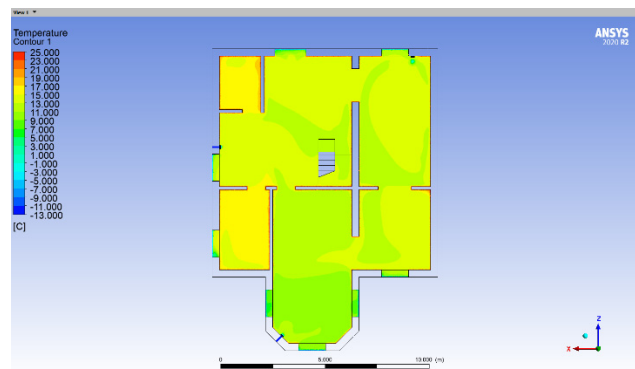 View 1
Temperature
Contour 1
25.000
23.000
21.000
19.000
17.000
15.000
13.000
11.000
9.000
7.000
5.000
3.000
1.000
-1.000
-3.000
-5.000
-7.000
-9.000
-11.000
-13.000
[C]
ANSYS
2020 R2
0 5.000 10.000 (m)
Z
X